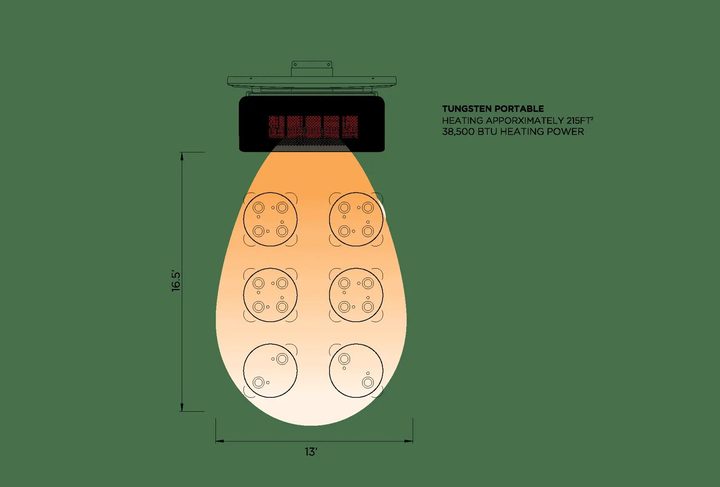 TUNGSTEN PORTABLE
HEATING APPORXIMATELY 215FT²
38,500 BTU HEATING POWER
16.5'
13'